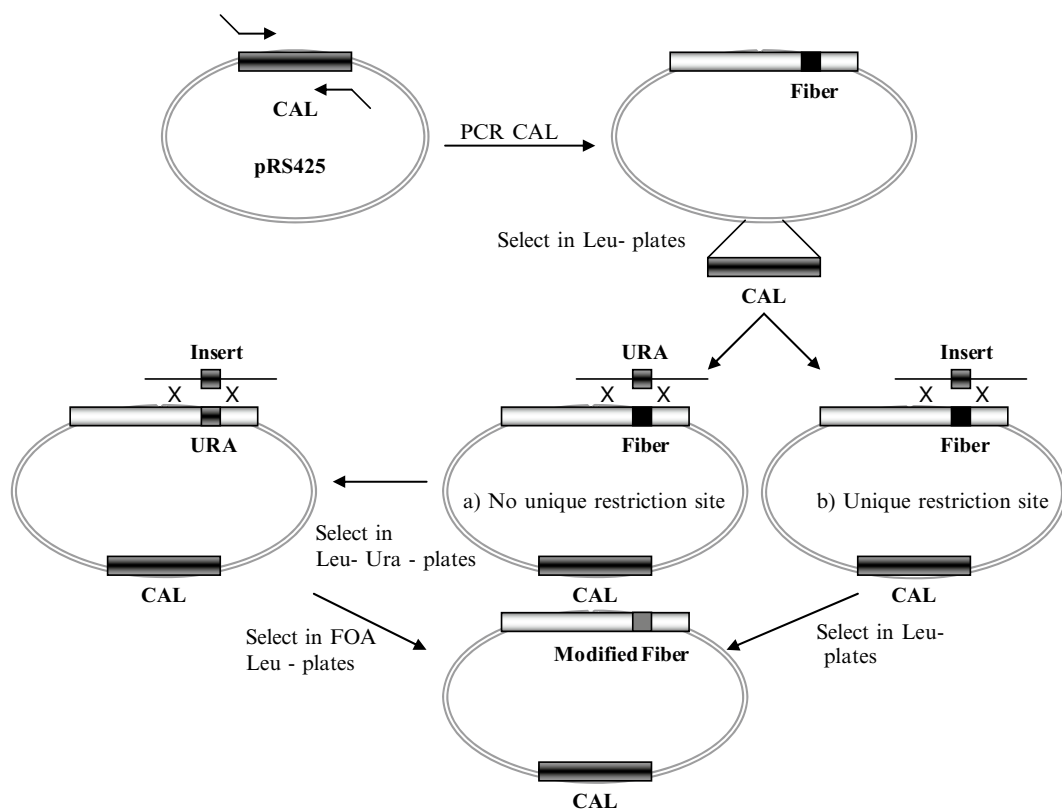 CAL
pRS425
PCR CAL
Fiber
Select in Leu- plates
CAL
Insert
X X
URA
CAL
URA
X X
Fiber
a) No unique restriction site
CAL
Insert
X X
Fiber
b) Unique restriction site
CAL
Select in
Leu- Ura - plates
Select in FOA
Leu - plates
Select in Leu-
plates
Modified Fiber
CAL